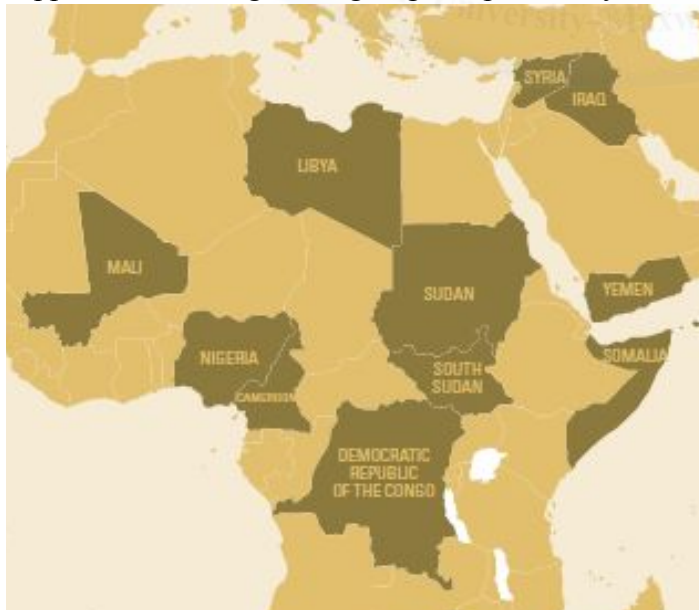 SYRIA
IRAQ
LIBYA
MALI
SUDAN
YEMEN
NIGERIA
SOMALIA
SOUTH
SUDAN
CAMEROON
DEMOCRATIC
REPUBLIC
OF THE CONGO